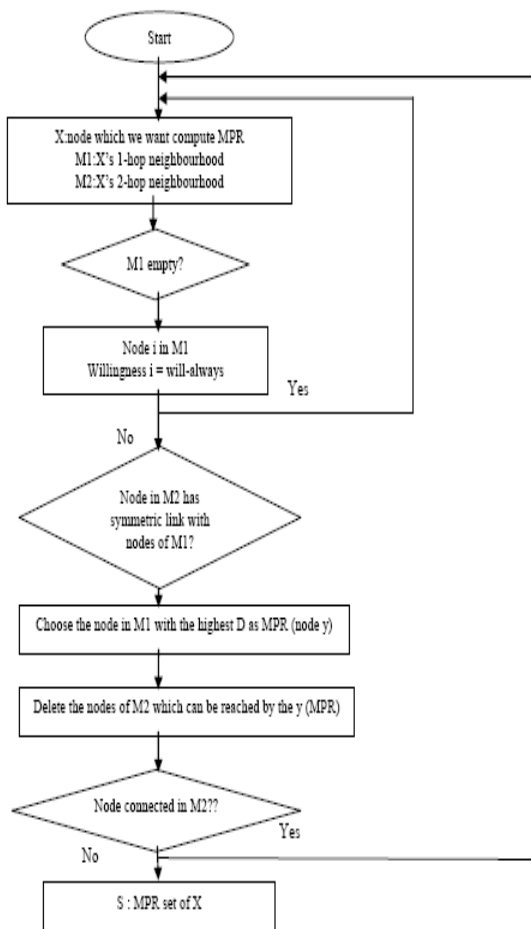 Start
X:node which we want compute MPR
M1:X's 1-hop neighbourhood
M2:X's 2-hop neighbourhood
M1 empty?
Node i in M1
Willingness i = will-always
Yes
No
Node in M2 has
symmetric link with
nodes of M1?
Choose the node in M1 with the highest D as MPR (node y)
Delete the nodes of M2 which can be reached by the y (MPR)
Node connected in M2??
Yes
No
S : MPR set of X